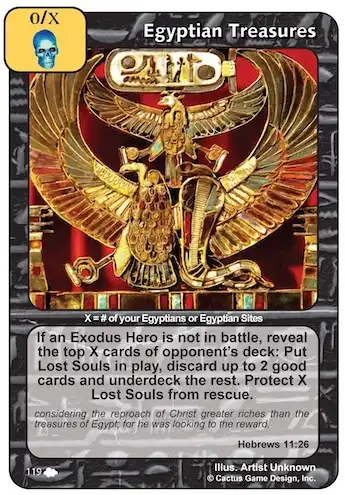 0/X
Egyptian Treasures
X = # of your Egyptians or Egyptian Sites
If an Exodus Hero is not in battle, reveal
the top X cards of opponent's deck: Put
Lost Souls in play, discard up to 2 good
cards and underdeck the rest. Protect X
Lost Souls from rescue.
considering the reproach of Christ greater riches than the
treasures of Egypt; for he was looking to the reward.
Hebrews 11:26
119
Illus. Artist Unknown
© Cactus Game Design, Inc.